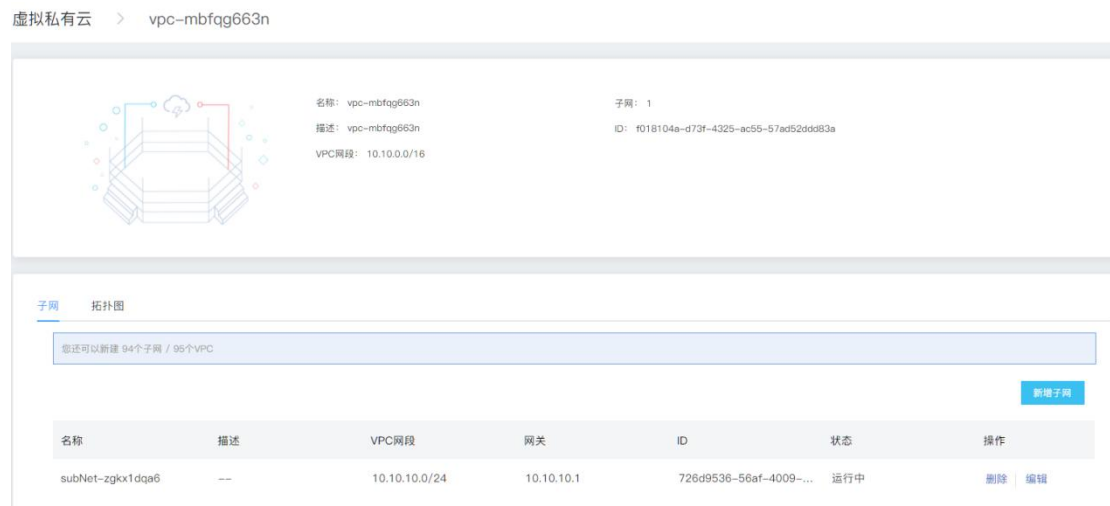 虚拟私有云 > vpc-mbfqg663n
名称： vpc-mbfqg663n 子网： 1
描述： vpc-mbfqg663n ID： f018104a-d73f-4325-ac55-57ad52ddd83a
VPC网段： 10.10.0.0/16
子网 拓扑图
您还可以新建 94个子网 / 95个VPC
新增子网
名称 描述 VPC网段 网关 ID 状态 操作
subNet-zgkx1dqa6 -- 10.10.10.0/24 10.10.10.1 726d9536-56af-4009-... 运行中 删除 编辑